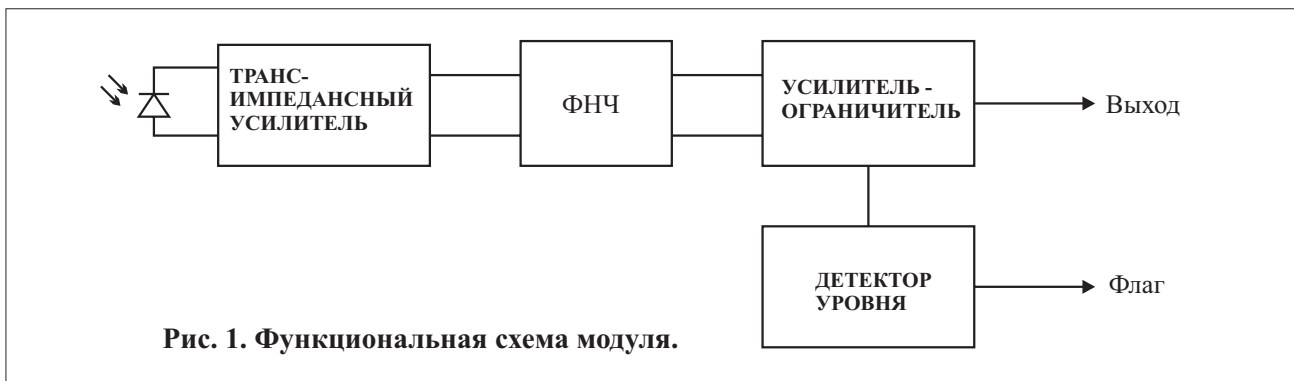 ТРАНС-
ИМПЕДАНСНЫЙ
УСИЛИТЕЛЬ
ФНЧ
УСИЛИТЕЛЬ -
ОГРАНИЧИТЕЛЬ
Выход
ДЕТЕКТОР
УРОВНЯ
Флаг
Рис. 1. Функциональная схема модуля.